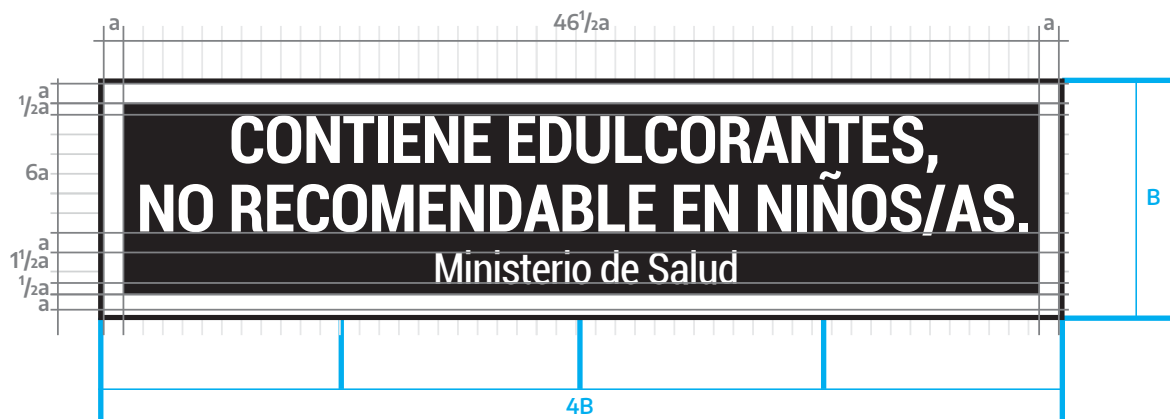 a 46½a a
a
½a
CONTIENE EDULCORANTES,
6a
B
NO RECOMENDABLE EN NIÑOS/AS.
a
1½a
Ministerio de Salud
½a
a
4B